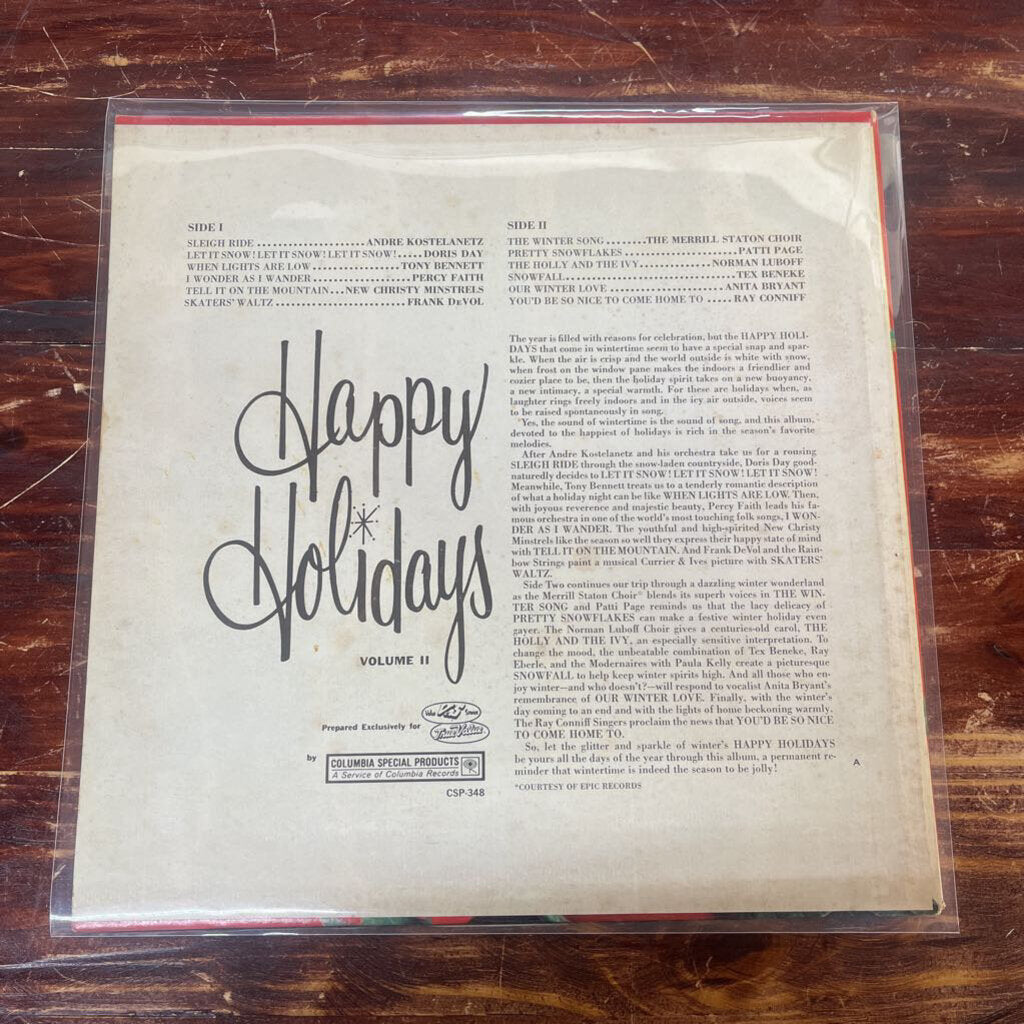 SIDE I
SLEIGH RIDE ........................ANDRE KOSTELANETZ
LET IT SNOW! LET IT SNOW! LET IT SNOW!.....DORIS DAY
WHEN LIGHTS ARE LOW..................TONY BENNETT
I WONDER AS I WANDER...................PERCY FAITH
TELL IT ON THE MOUNTAIN...NEW CHRISTY MINSTRELS
SKATERS' WALTZ .........................FRANK DeVOL
SIDE II
THE WINTER SONG ........THE MERRILL STATON CHOIR
PRETTY SNOWFLAKES ......................PATTI PAGE
THE HOLLY AND THE IVY..............NORMAN LUBOFF
SNOWFALL...........................TEX BENEKE
OUR WINTER LOVE ....................ANITA BRYANT
YOU'D BE SO NICE TO COME HOME TO .....RAY CONNIFF
Happy
Holidays
VOLUME II
Prepared Exclusively for
by
COLUMBIA SPECIAL PRODUCTS
A Service of Columbia Records
CSP-348
The year is filled with reasons for celebration, but the HAPPY HOLI-
DAYS that come in wintertime seem to have a special snap and spar-
kle. When the air is crisp and the world outside is white with snow,
when frost on the window pane makes the indoors a friendlier and
cozier place to be, then the holiday spirit takes on a new buoyancy,
a new intimacy, a special warmth. For these are holidays when, as
laughter rings freely indoors and in the icy air outside, voices seem
to be raised spontaneously in song.
Yes, the sound of wintertime is the sound of song, and this album,
devoted to the happiest of holidays is rich in the season's favorite
melodies.
After Andre Kostelanetz and his orchestra take us for a rousing
SLEIGH RIDE through the snow-laden countryside, Doris Day good-
naturedly decides to LET IT SNOW! LET IT SNOW! LET IT SNOW!
Meanwhile, Tony Bennett treats us to a tenderly romantic description
of what a holiday night can be like WHEN LIGHTS ARE LOW. Then,
with joyous reverence and majestic beauty, Percy Faith leads his fa-
mous orchestra in one of the world's most touching folk songs, I WON-
DER AS I WANDER. The youthful and high-spirited New Christy
Minstrels like the season so well they express their happy state of mind
with TELL IT ON THE MOUNTAIN. And Frank DeVol and the Rain-
bow Strings paint a musical Currier & Ives picture with SKATERS'
WALTZ.
Side Two continues our trip through a dazzling winter wonderland
as the Merrill Staton Choir* blends its superb voices in THE WIN-
TER SONG and Patti Page reminds us that the lacy delicacy of
PRETTY SNOWFLAKES can make a festive winter holiday even
gayer. The Norman Luboff Choir gives a centuries-old carol, THE
HOLLY AND THE IVY, an especially sensitive interpretation. To
change the mood, the unbeatable combination of Tex Beneke, Ray
Eberle, and the Modernaires with Paula Kelly create a picturesque
SNOWFALL to help keep winter spirits high. And all those who en-
joy winter—and who doesn't?—will respond to vocalist Anita Bryant's
remembrance of OUR WINTER LOVE. Finally, with the winter's
day coming to an end and with the lights of home beckoning warmly,
The Ray Conniff Singers proclaim the news that YOU'D BE SO NICE
TO COME HOME TO.
So, let the glitter and sparkle of winter's HAPPY HOLIDAYS
be yours all the days of the year through this album, a permanent re-
minder that wintertime is indeed the season to be jolly!
A
*COURTESY OF EPIC RECORDS